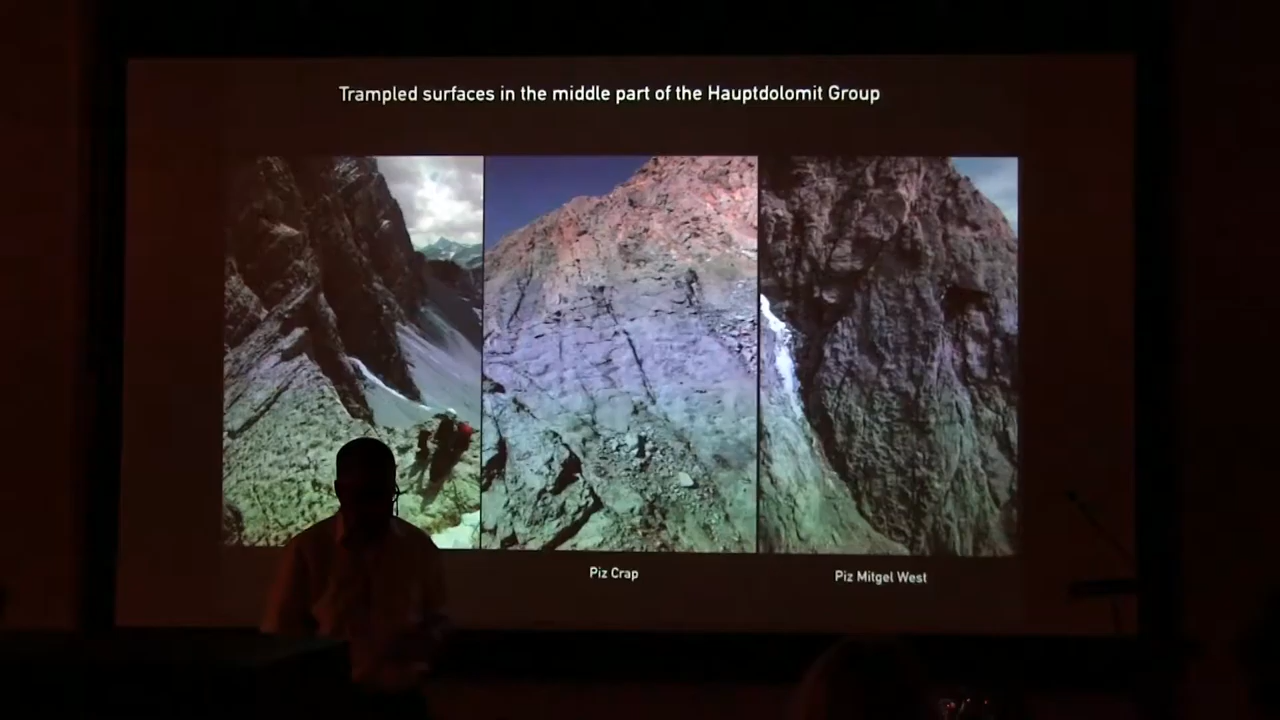 Trampled surfaces in the middle part of the Hauptdolomit Group
Piz Crap
Piz Mitgel West